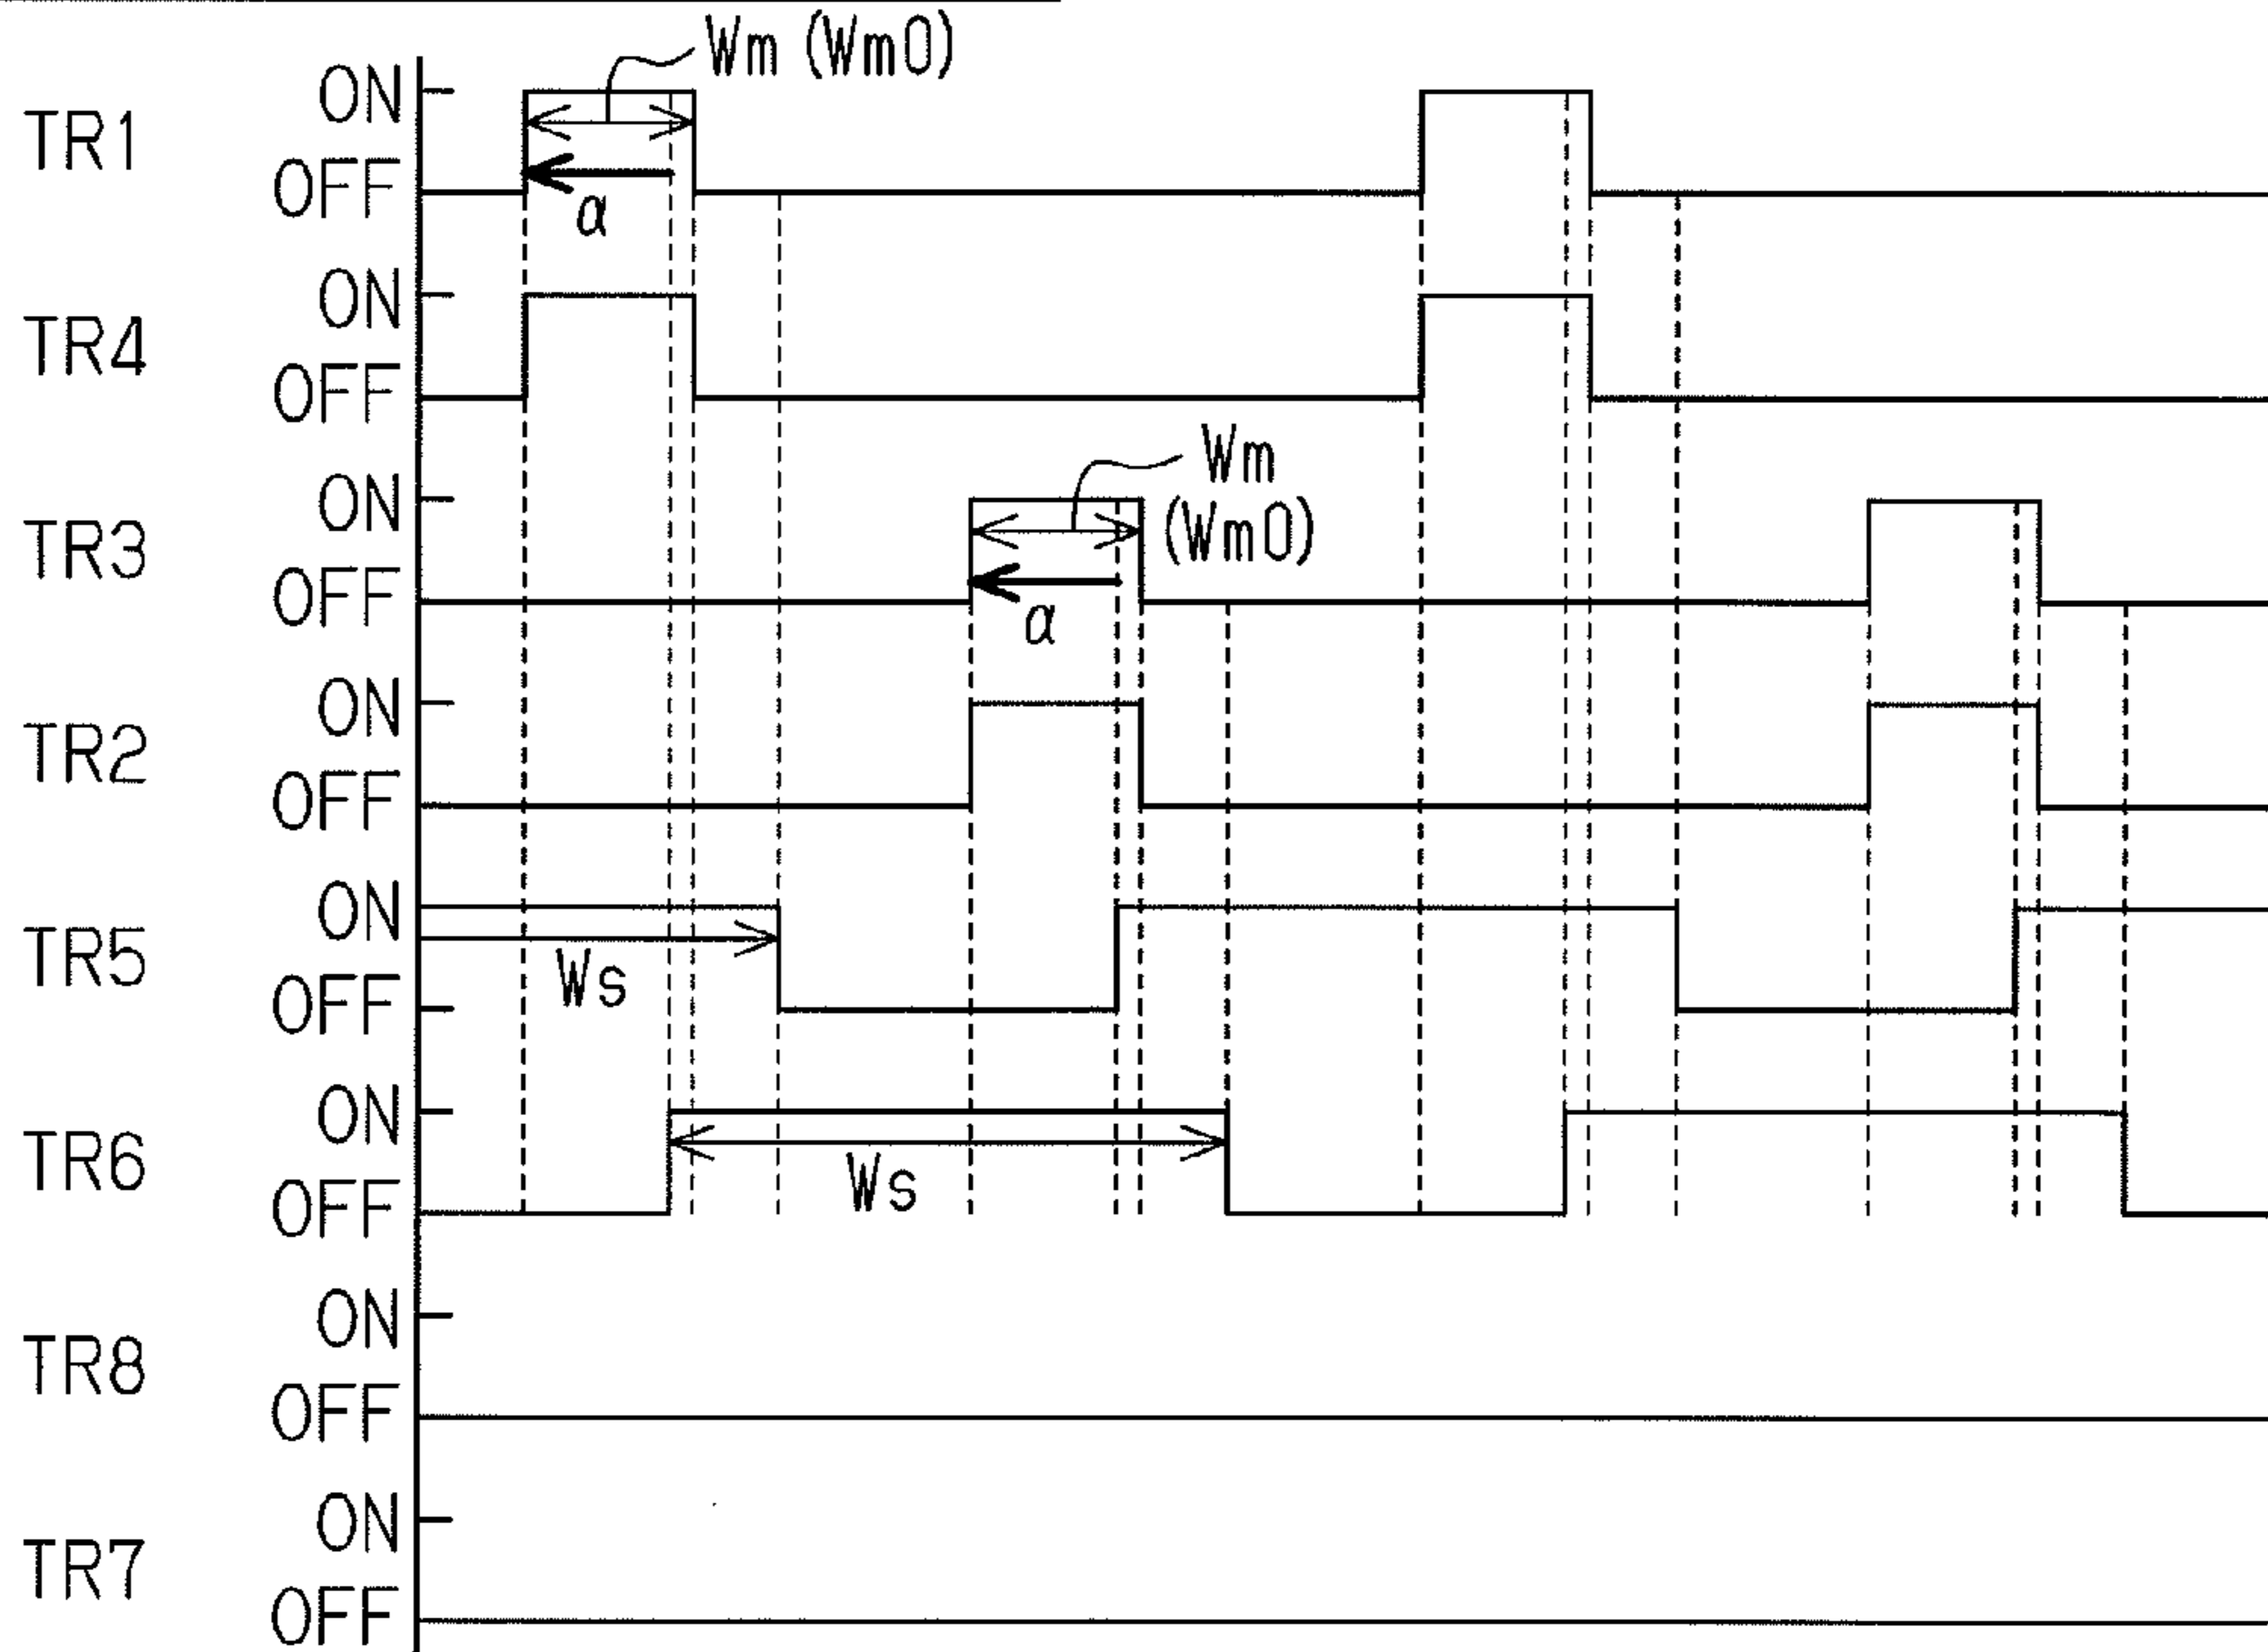 Wm (Wm0)
TR1
ON
OFF
α
TR4
ON
OFF
Wm
(Wm0)
TR3
ON
OFF
α
TR2
ON
OFF
TR5
ON
OFF
Ws
TR6
ON
OFF
Ws
TR8
ON
OFF
TR7
ON
OFF